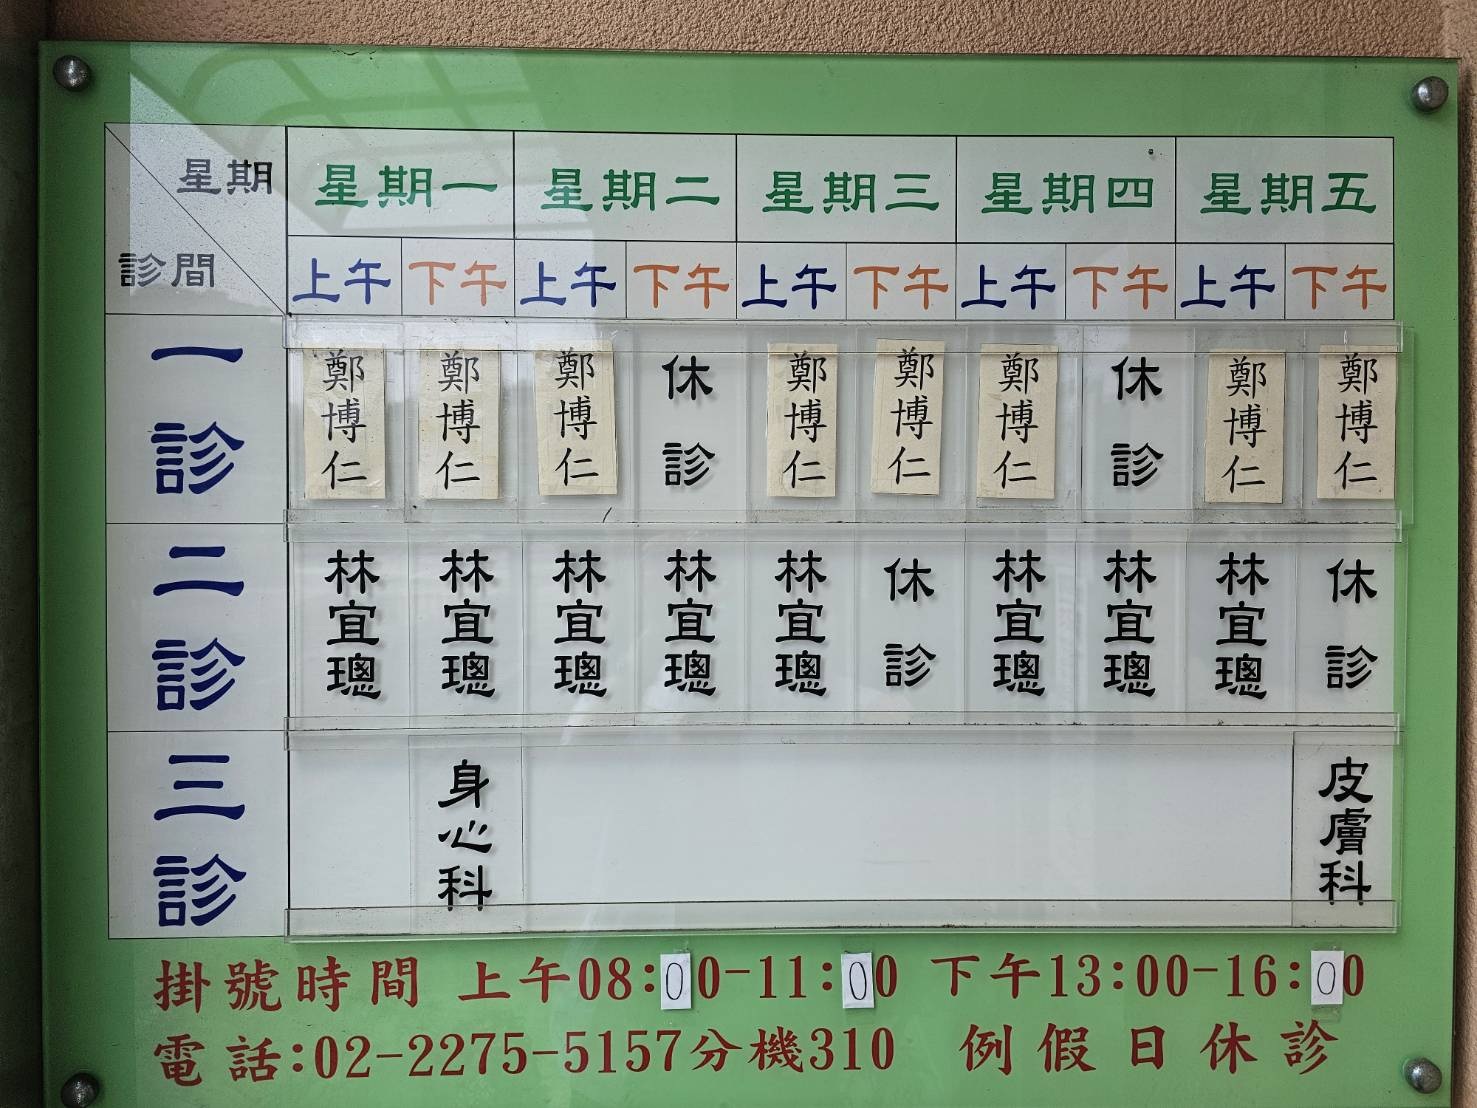 星期 星期一 星期二 星期三 星期四 星期五
診間 上午 下午 上午 下午 上午 下午 上午 下午 上午 下午
一診 鄭博仁 鄭博仁 鄭博仁 休診 鄭博仁 鄭博仁 鄭博仁 休診 鄭博仁 鄭博仁
二診 林宜璁 林宜璁 林宜璁 林宜璁 林宜璁 休診 林宜璁 林宜璁 林宜璁 休診
三診 身心科 皮膚科
掛號時間 上午08:00-11:00 下午13:00-16:00
電話:02-2275-5157分機310 例假日休診